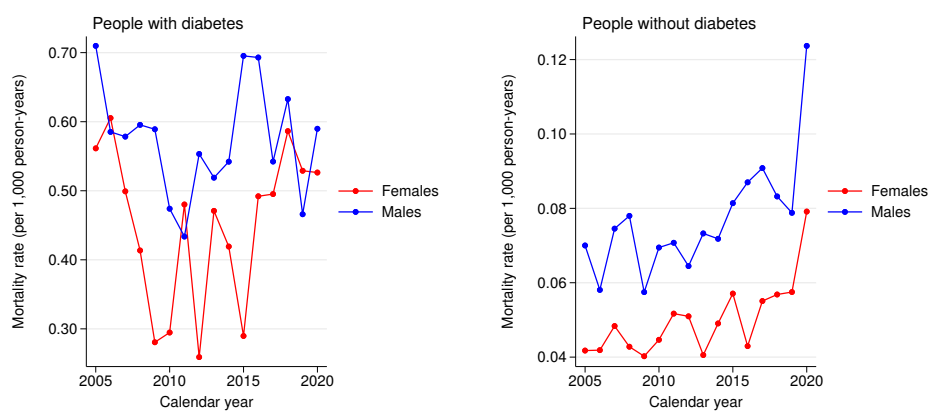 People with diabetes
Mortality rate (per 1,000 person-years)
0.70
0.60
0.50
0.40
0.30
2005
2010
2015
2020
Calendar year
Females
Males
People without diabetes
Mortality rate (per 1,000 person-years)
0.12
0.10
0.08
0.06
0.04
2005
2010
2015
2020
Calendar year
Females
Males